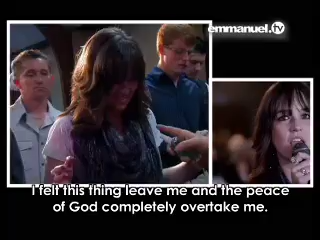 emmanuel.tv
I felt this thing leave me and the peace
of God completely overtake me.